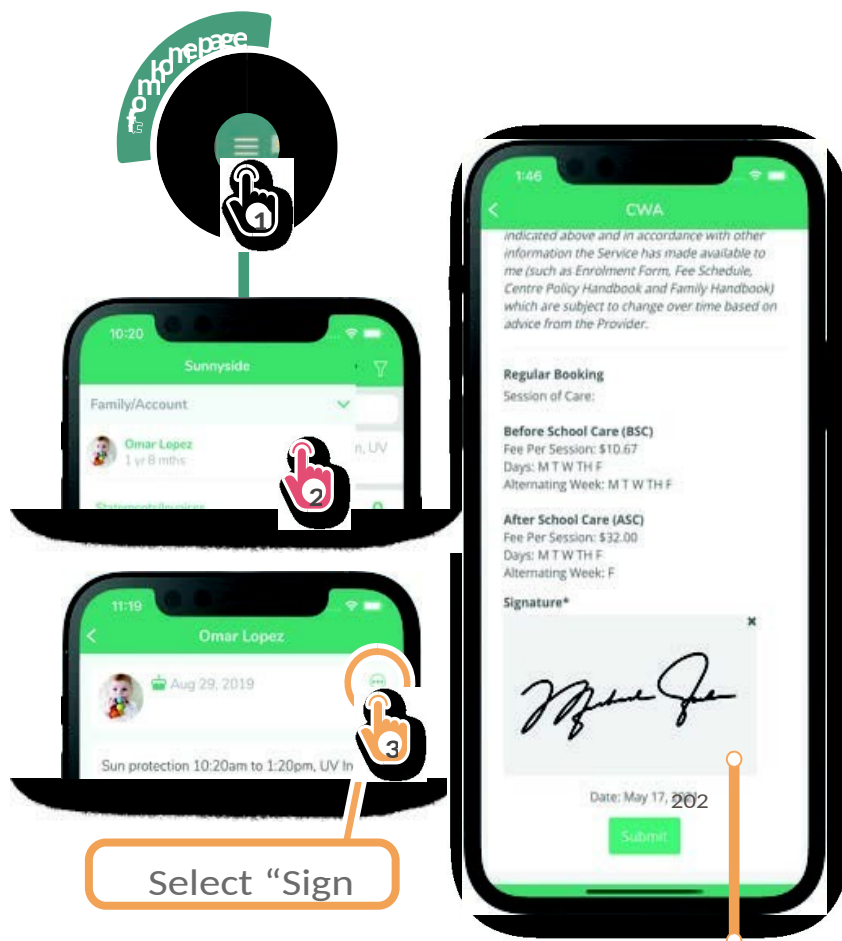 1
10:20
Sunnyside
Family/Account
Omar Lopez
1 yr 8 mths
n, UV
2
11:19
Omar Lopez
Aug 29, 2019
3
Sun protection 10:20am to 1:20pm, UV In
Select “Sign
1:46
CWA
indicated above and in accordance with other
information the Service has made available to
me (such as Enrolment Form, Fee Schedule,
Centre Policy Handbook and Family Handbook)
which are subject to change over time based on
advice from the Provider.
Regular Booking
Session of Care:
Before School Care (BSC)
Fee Per Session: $10.67
Days: M T W TH F
Alternating Week: M T W TH F
After School Care (ASC)
Fee Per Session: $32.00
Days: M T W TH F
Alternating Week: F
Signature*
Date: May 17,
202
Submit